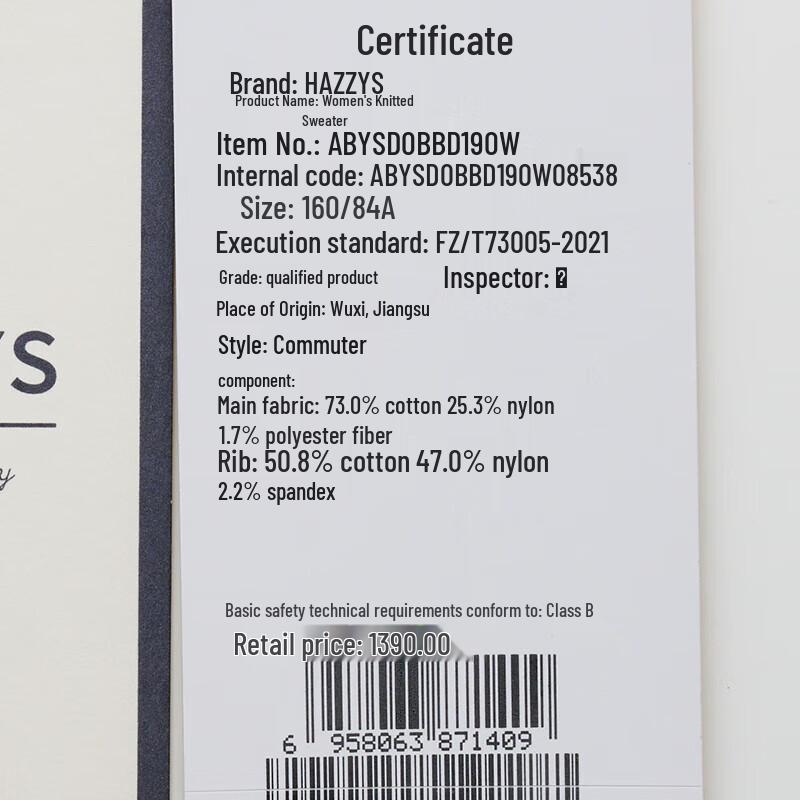 Certificate
Brand: HAZZYS
Product Name: Women's Knitted
Sweater
Item No.: ABYSD0BBD190W
Internal code: ABYSD0BBD190W08538
Size: 160/84A
Execution standard: FZ/T73005-2021
Grade: qualified product Inspector:
Place of Origin: Wuxi, Jiangsu
YS
Style: Commuter
component:
Main fabric: 73.0% cotton 25.3% nylon
1.7% polyester fiber
Rib: 50.8% cotton 47.0% nylon
y
2.2% spandex
Basic safety technical requirements conform to: Class B
Retail price: 1390.00
6 958063 871409